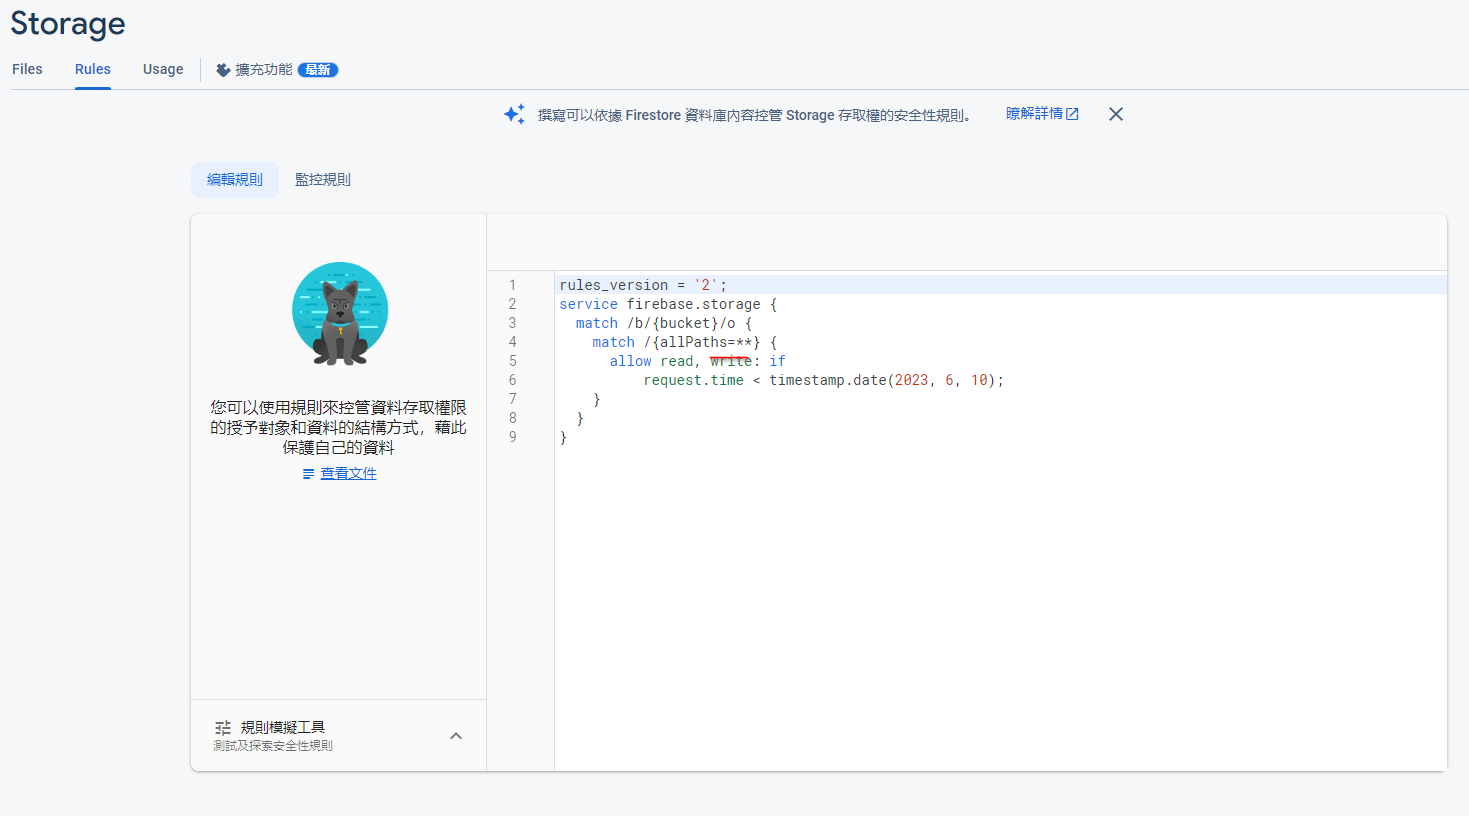 Storage
Files Rules Usage 擴充功能 最新
撰寫可以依據 Firestore 資料庫內容控管 Storage 存取權的安全性規則。 瞭解詳情
編輯規則 監控規則
您可以使用規則來控管資料存取權限
的授予對象和資料的結構方式，藉此
保護自己的資料
查看文件
規則模擬工具
測試及探索安全性規則
1 rules_version = '2';
2 service firebase.storage {
3 match /b/{bucket}/o {
4 match /{allPaths=**} {
5 allow read, write: if
6 request.time < timestamp.date(2023, 6, 10);
7 }
8 }
9 }